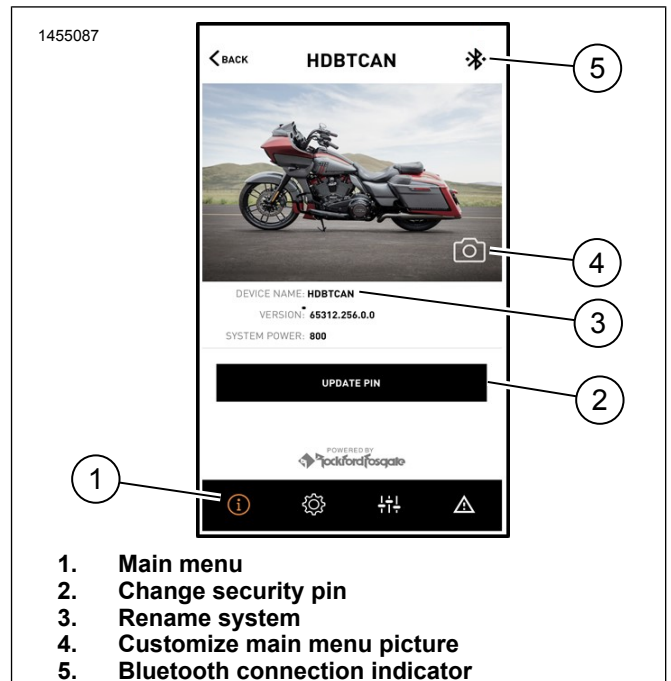 1455087
BACK HDBTCAN
5
4
DEVICE NAME: HDBTCAN
3
VERSION: 65312.256.0.0
SYSTEM POWER: 800
UPDATE PIN
2
POWERED BY
Rockford Fosgate
1
1. Main menu
2. Change security pin
3. Rename system
4. Customize main menu picture
5. Bluetooth connection indicator